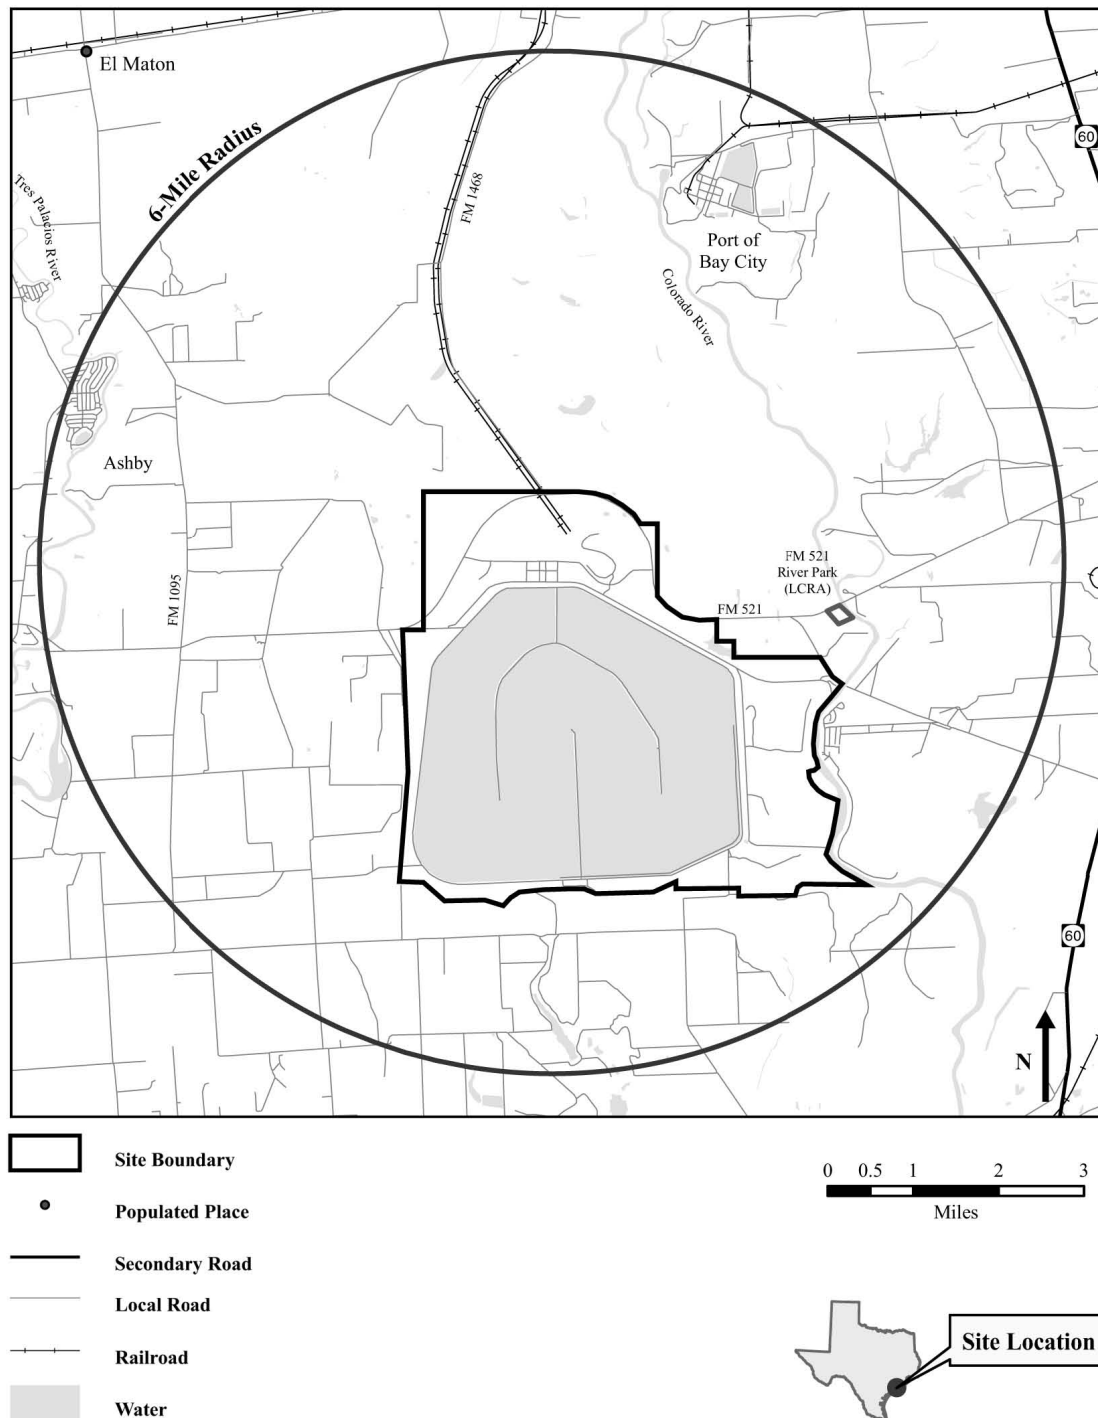 El Maton
60
6-Mile Radius
Tres Palacios River
FM 1468
Port of
Bay City
Colorado River
Ashby
FM 521
River Park
(LCRA)
FM 1095
FM 521
60
N
Site Boundary
Populated Place
Secondary Road
Local Road
Railroad
Water
0 0.5 1 2 3
Miles
Site Location